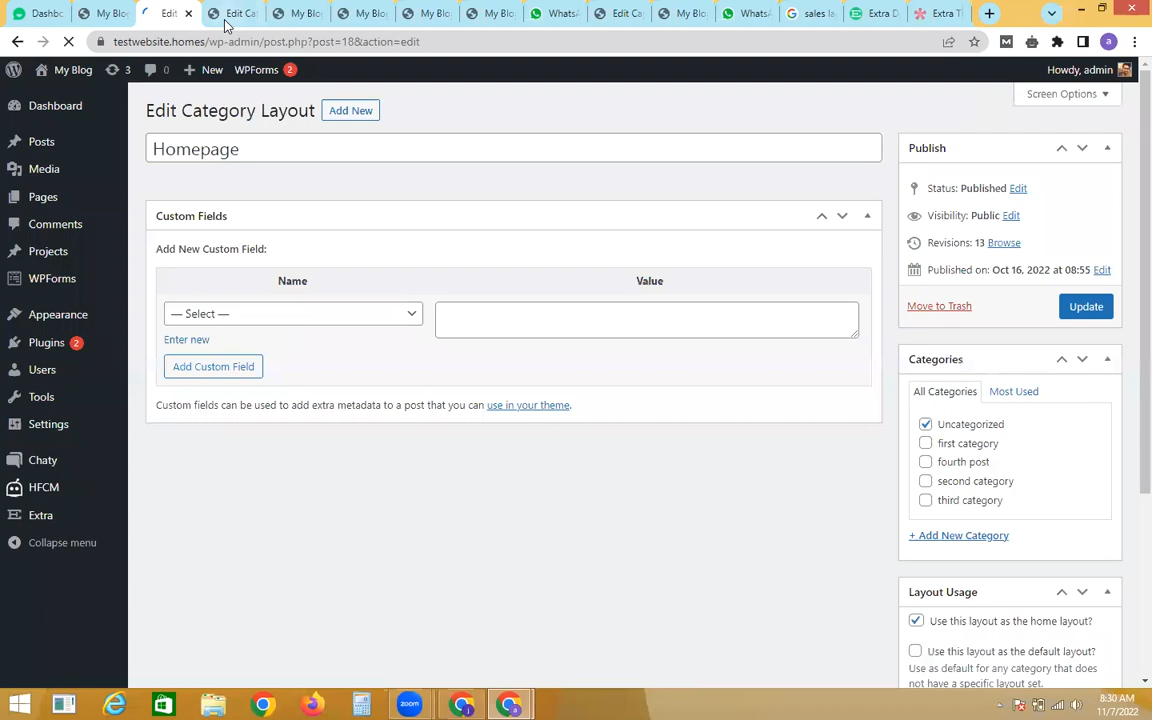 Dashbo
My Blog
Edit
Edit Cat
My Blog
My Blog
My Blog
My Blog
WhatsA
Edit Ca
My Blo
WhatsA
sales la
Extra D
Extra Th
testwebsite.homes/wp-admin/post.php?post=18&action=edit
My Blog 3 0 New WPForms 2 Howdy, admin
Screen Options
Dashboard
Posts
Media
Pages
Comments
Projects
WPForms
Appearance
Plugins 2
Users
Tools
Settings
Chaty
HFCM
Extra
Collapse menu
Edit Category Layout Add New
Homepage
Custom Fields
Add New Custom Field:
Name Value
— Select —
Enter new
Add Custom Field
Custom fields can be used to add extra metadata to a post that you can use in your theme.
Publish
Status: Published Edit
Visibility: Public Edit
Revisions: 13 Browse
Published on: Oct 16, 2022 at 08:55 Edit
Move to Trash Update
Categories
All Categories Most Used
Uncategorized
first category
fourth post
second category
third category
+ Add New Category
Layout Usage
Use this layout as the home layout?
Use this layout as the default layout?
Use as default for any category that does
not have a specific layout set.
zoom
8:30 AM
11/7/2022